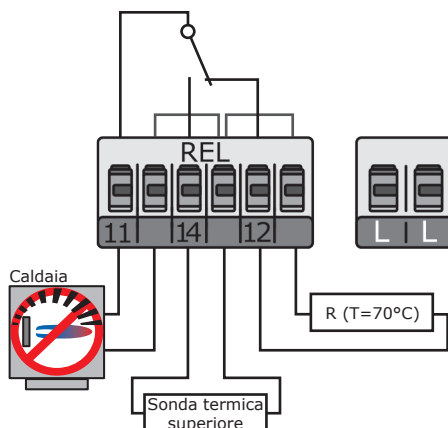 REL
11 14 12
L L
Caldaia
R (T=70°C)
Sonda termica
superiore